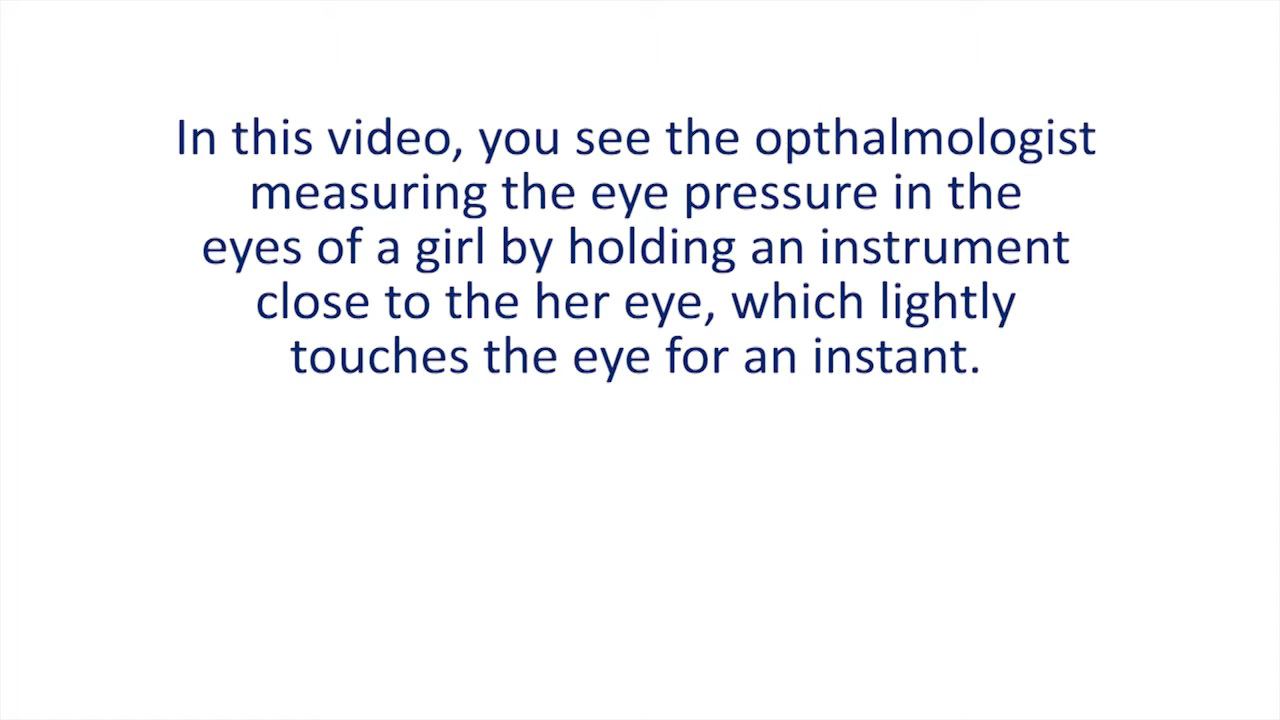 In this video, you see the opthalmologist
measuring the eye pressure in the
eyes of a girl by holding an instrument
close to the her eye, which lightly
touches the eye for an instant.